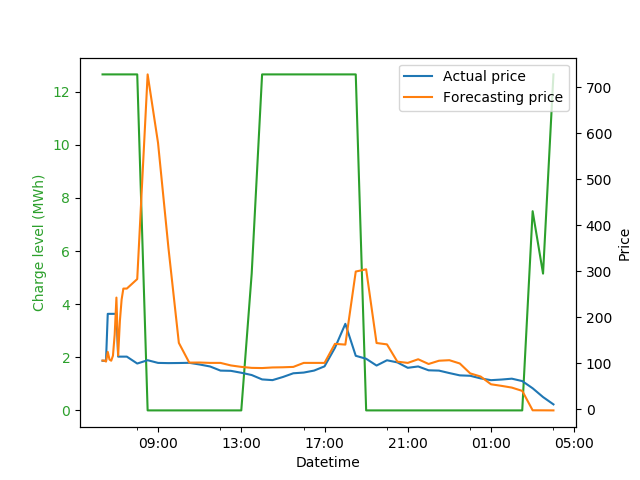 Actual price
Forecasting price
Charge level (MWh)
12
10
8
6
4
2
0
700
600
500
400
300
200
100
0
Price
09:00 13:00 17:00 21:00 01:00 05:00
Datetime